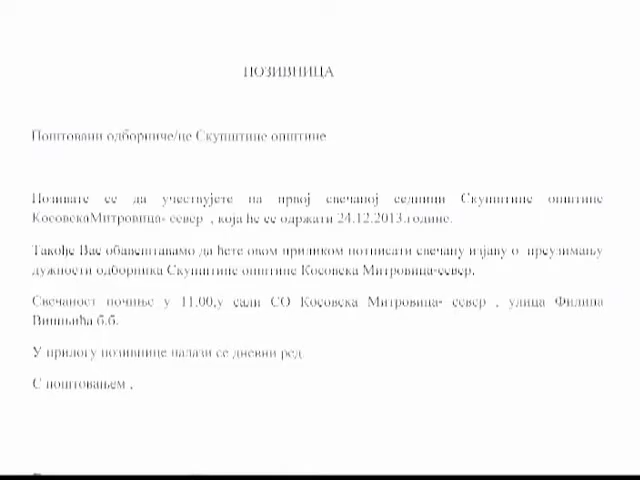 ПОЗИВНИЦА
Поштовани одборниче/це Скупштине општине
Позивате се да учествујете на првој свечаној седници Скупштине општине
КосовскаМитровица- север , која ће се одржати 24.12.2013.године.
Такође Вас обавештавамо да ћете овом приликом потписати свечану изјаву о преузимању
дужности одборника Скупштине општине Косовска Митровица-север.
Свечаност почиње у 11.00,у сали СО Косовска Митровица- север , улица Филипа
Вишњића б.б.
У прилогу позивнице налази се дневни ред.
С поштовањем ,